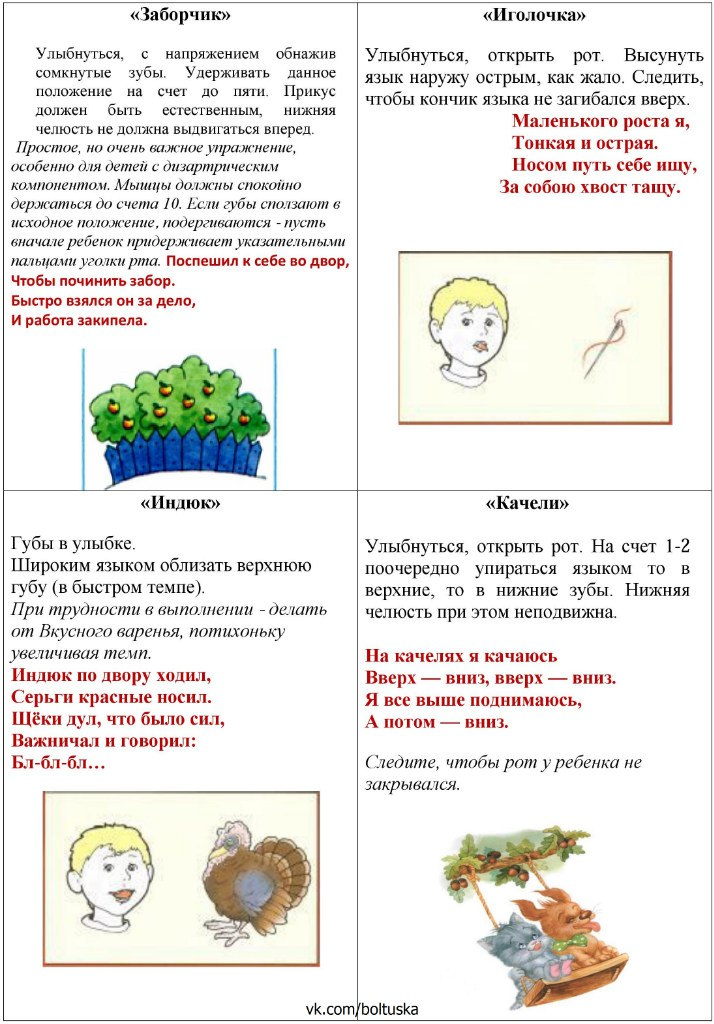 «Заборчик»
Улыбнуться, с напряжением обнажив
сомкнутые зубы. Удерживать данное
положение на счет до пяти. Прикус
должен быть естественным, нижняя
челюсть не должна выдвигаться вперед.
Простое, но очень важное упражнение,
особенно для детей с дизартрическим
компонентом. Мышцы должны спокойно
держаться до счета 10. Если губы сползают в
исходное положение, подергиваются - пусть
вначале ребенок придерживает указательными
пальцами уголки рта. Поспешил к себе во двор,
Чтобы починить забор.
Быстро взялся он за дело,
И работа закипела.
«Иголочка»
Улыбнуться, открыть рот. Высунуть
язык наружу острым, как жало. Следить,
чтобы кончик языка не загибался вверх.
Маленького роста я,
Тонкая и острая.
Носом путь себе ищу,
За собою хвост тащу.
«Индюк»
Губы в улыбке.
Широким языком облизать верхнюю
губу (в быстром темпе).
При трудности в выполнении - делать
от Вкусного варенья, потихоньку
увеличивая темп.
Индюк по двору ходил,
Серьги красные носил.
Щёки дул, что было сил,
Важничал и говорил:
Бл-бл-бл…
«Качели»
Улыбнуться, открыть рот. На счет 1-2
поочередно упираться языком то в
верхние, то в нижние зубы. Нижняя
челюсть при этом неподвижна.
На качелях я качаюсь
Вверх — вниз, вверх — вниз.
Я все выше поднимаюсь,
А потом — вниз.
Следите, чтобы рот у ребенка не
закрывался.
vk.com/boltuska